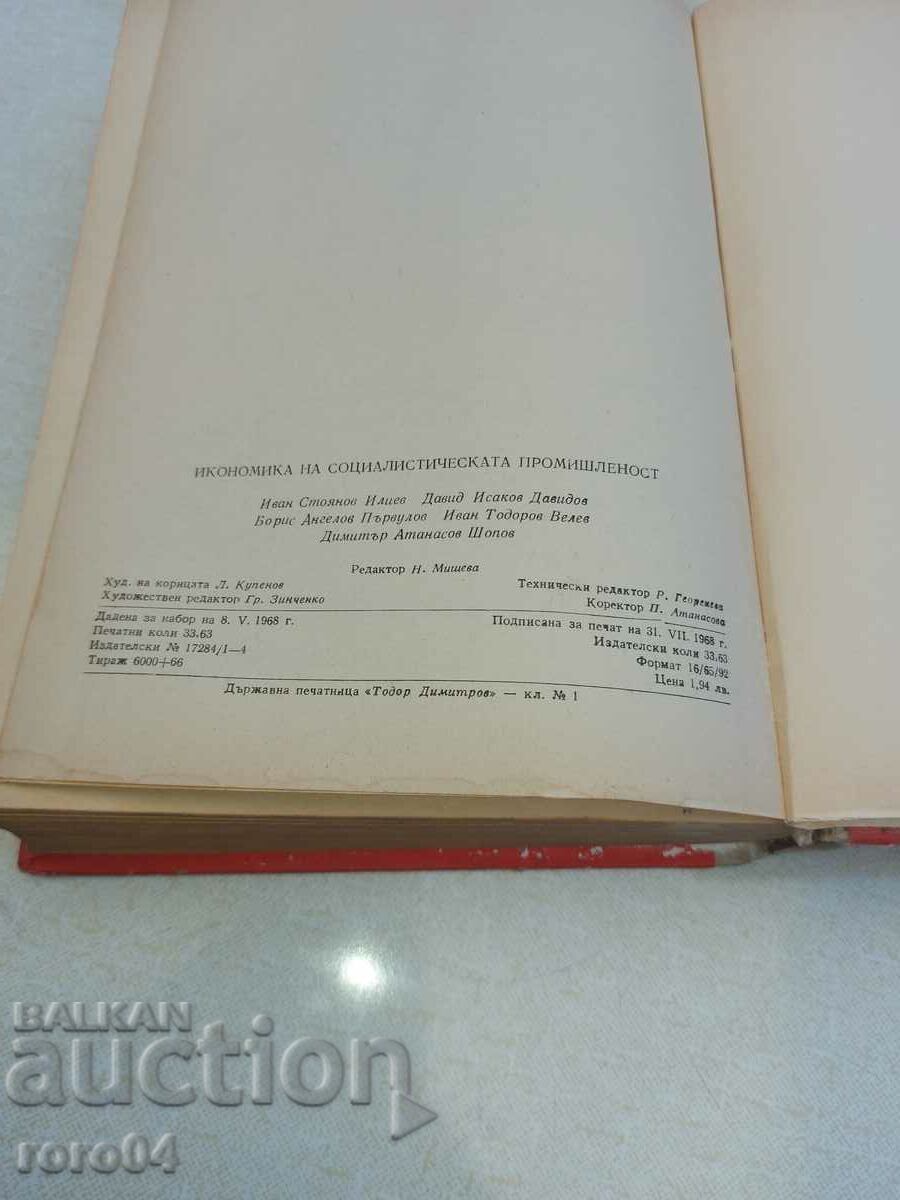 ИКОНОМИКА НА СОЦИАЛИСТИЧЕСКАТА ПРОМИШЛЕНОСТ
Иван Стоянов Илиев Давид Исаков Давидов
Борис Ангелов Първулов Иван Тодоров Велев
Димитър Атанасов Шопов
Редактор Н. Мишева
Худ. на корицата Л. Купенов
Технически редактор Р. Георгиева
Художествен редактор Гр. Зинченко
Коректор П. Атанасова
Дадена за набор на 8. V. 1968 г.
Подписана за печат на 31. VII. 1968 г.
Печатни коли 33,63
Издателски коли 33,63
Издателски № 17284/1—4
Формат 16/65/92
Тираж 6000+66
Цена 1,94 лв.
Държавна печатница «Тодор Димитров» — кл. № 1
BALKAN
auction
roro04